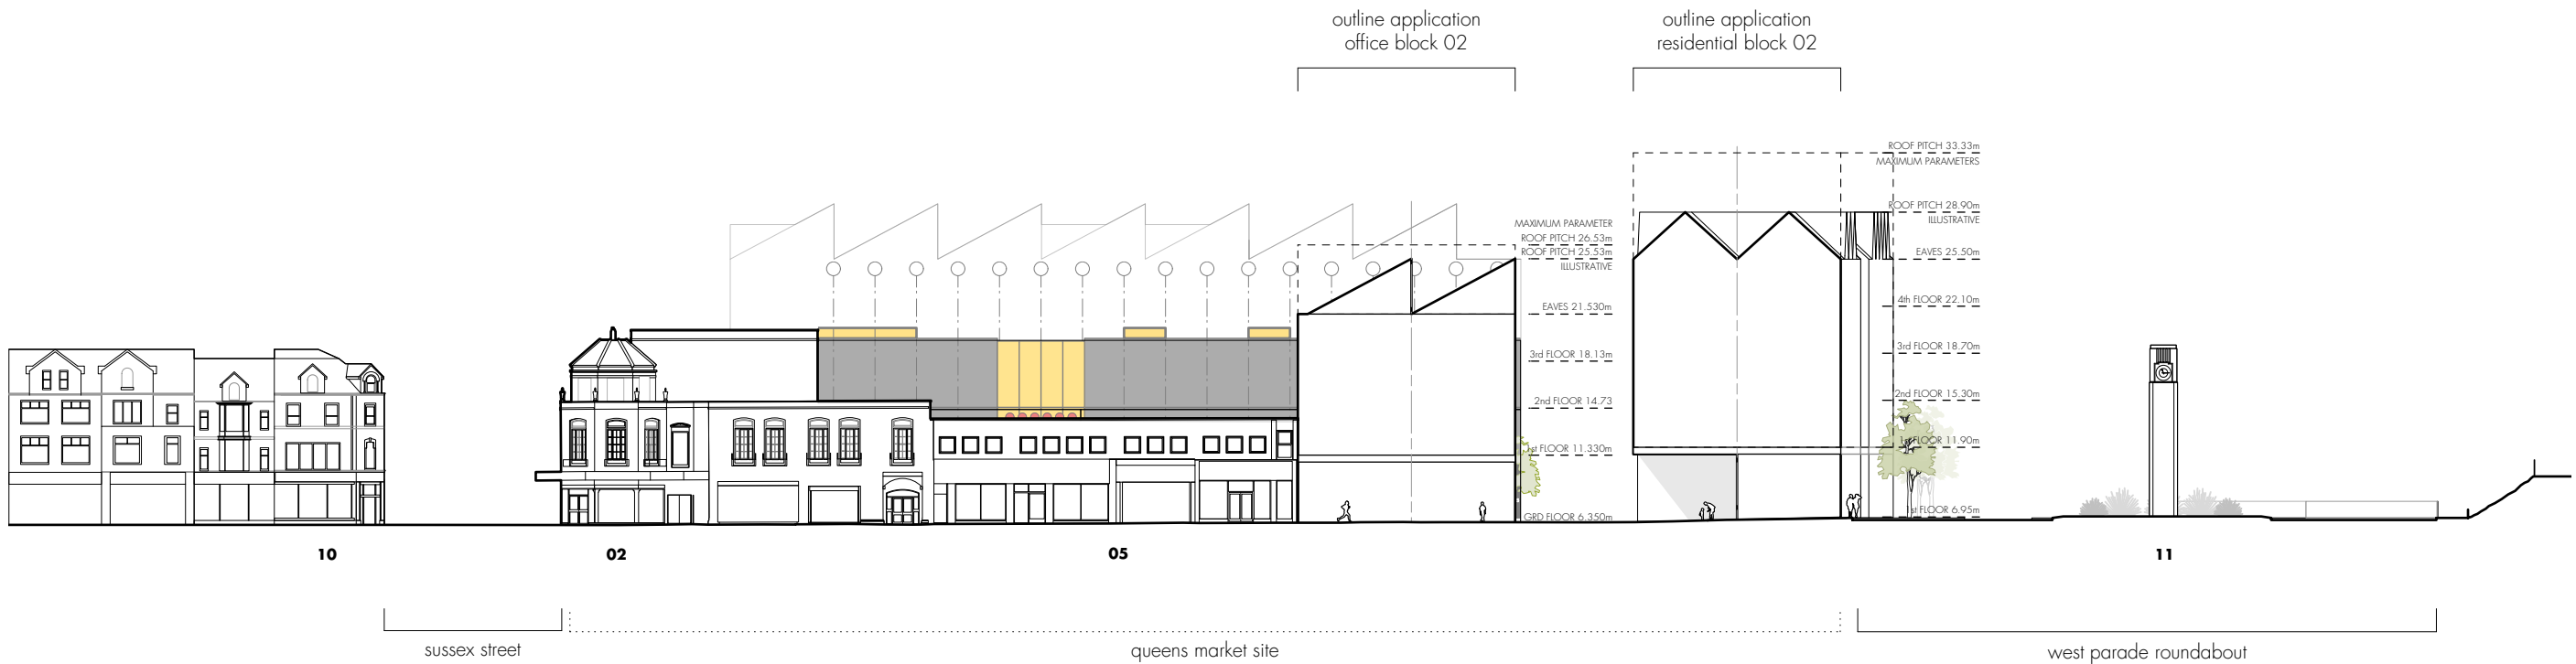 outline application
office block 02
outline application
residential block 02
ROOF PITCH 33.33m
MAXIMUM PARAMETERS
ROOF PITCH 28.90m
ILLUSTRATIVE
EAVES 25.50m
4th FLOOR 22.10m
3rd FLOOR 18.70m
2nd FLOOR 15.30m
1st FLOOR 11.90m
1st FLOOR 6.95m
MAXIMUM PARAMETER
ROOF PITCH 26.53m
ROOF PITCH 25.53m
ILLUSTRATIVE
EAVES 21.530m
3rd FLOOR 18.13m
2nd FLOOR 14.73
1st FLOOR 11.330m
GRD FLOOR 6.350m
10
02
05
11
sussex street
queens market site
west parade roundabout